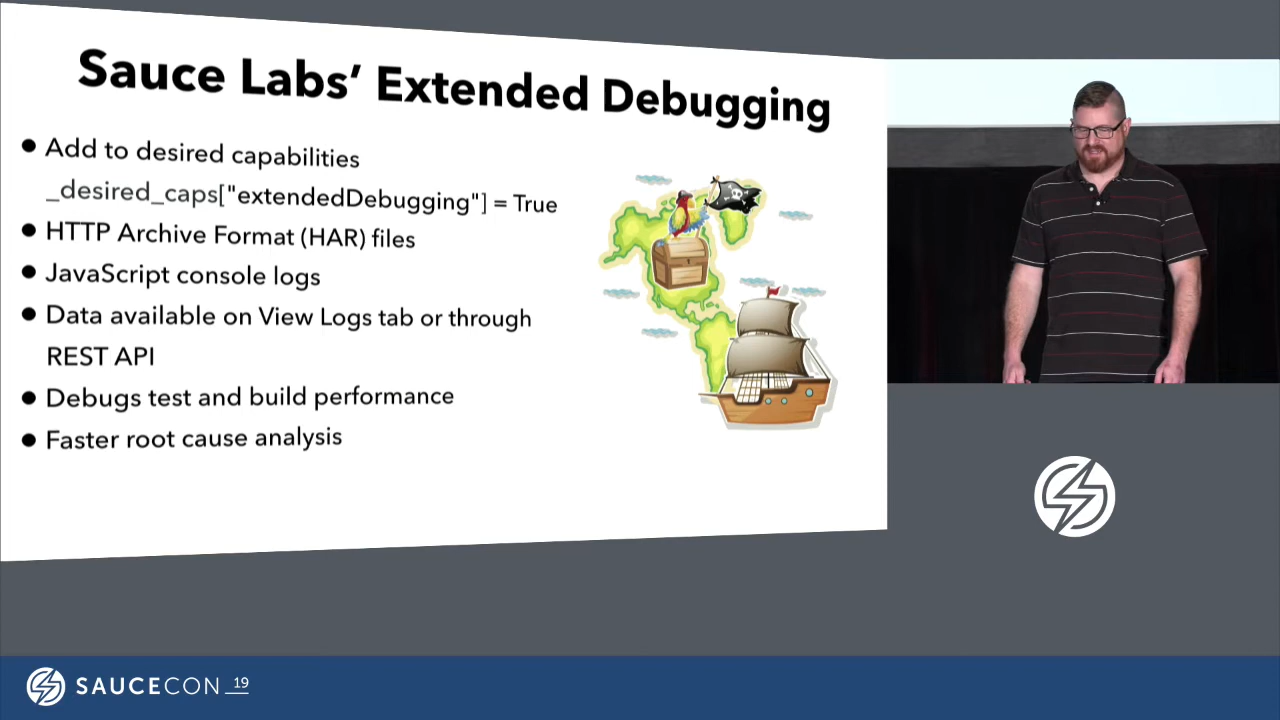 Sauce Labs’ Extended Debugging
● Add to desired capabilities
_desired_caps["extendedDebugging"] = True
● HTTP Archive Format (HAR) files
● JavaScript console logs
● Data available on View Logs tab or through
REST API
● Debugs test and build performance
● Faster root cause analysis
SAUCECON_19